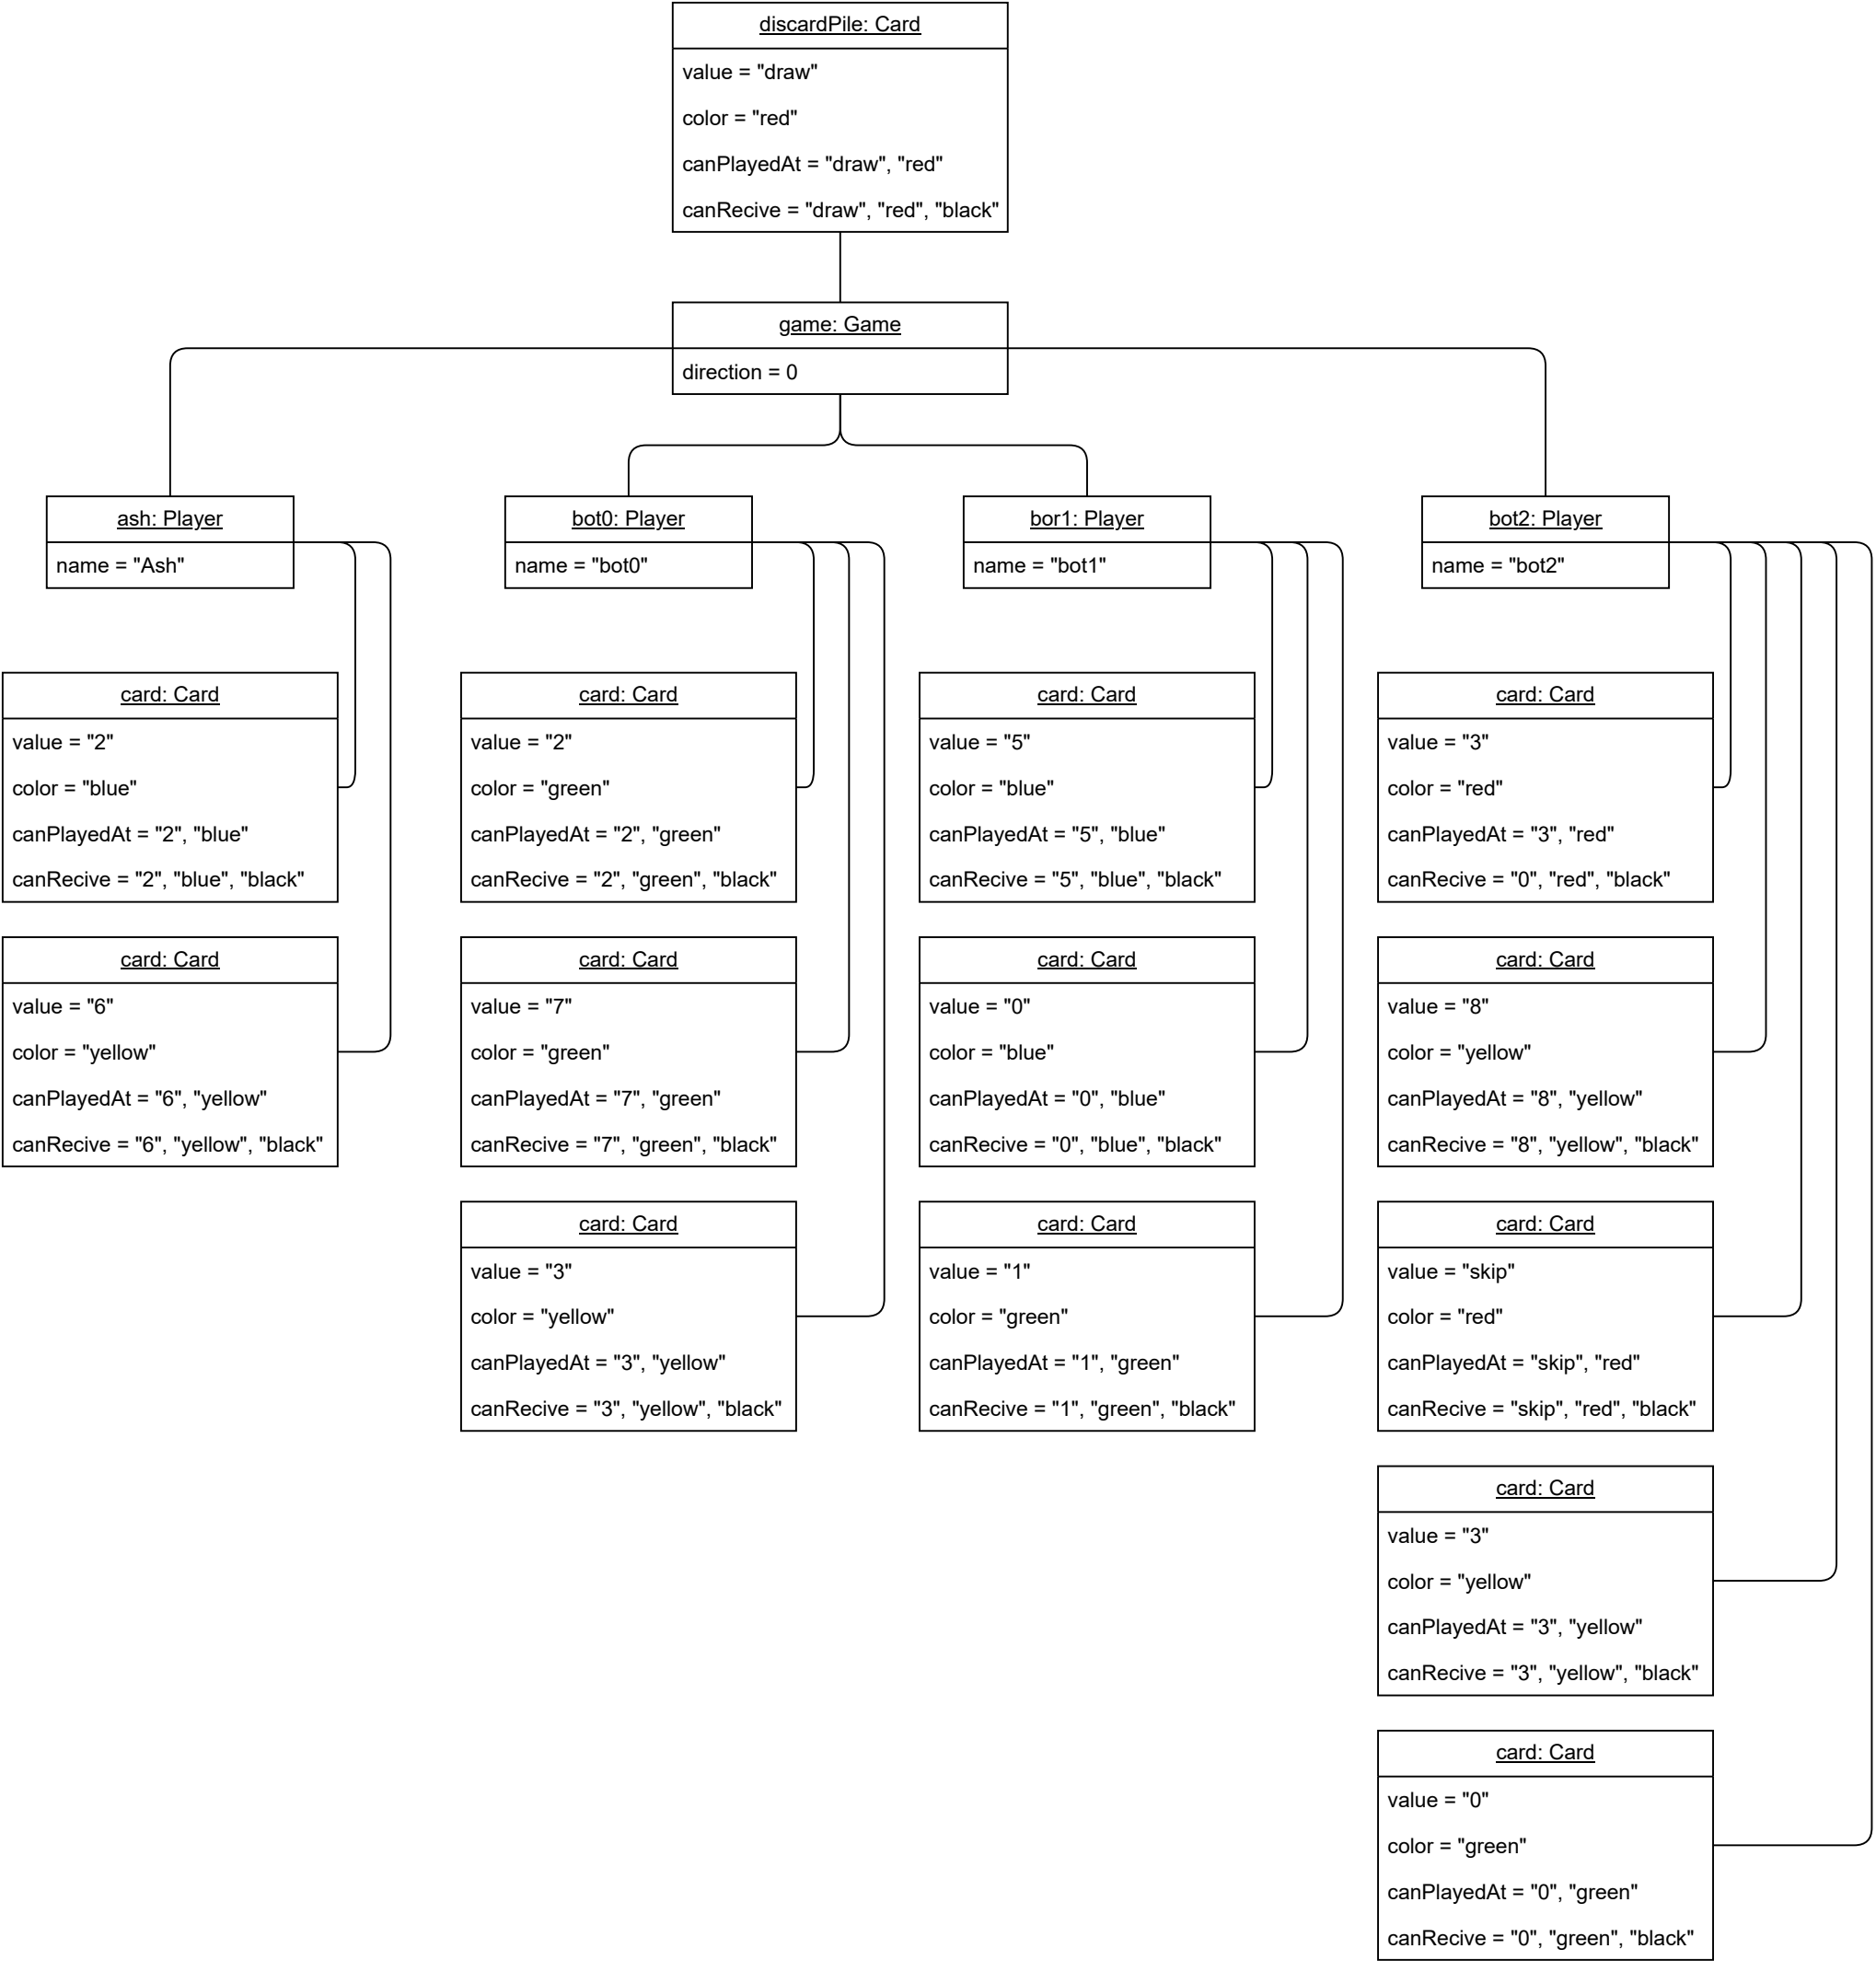 discardPile: Card
value = "draw"
color = "red"
canPlayedAt = "draw", "red"
canRecive = "draw", "red", "black"
game: Game
direction = 0
ash: Player
name = "Ash"
card: Card
value = "2"
color = "blue"
canPlayedAt = "2", "blue"
canRecive = "2", "blue", "black"
card: Card
value = "6"
color = "yellow"
canPlayedAt = "6", "yellow"
canRecive = "6", "yellow", "black"
bot0: Player
name = "bot0"
card: Card
value = "2"
color = "green"
canPlayedAt = "2", "green"
canRecive = "2", "green", "black"
card: Card
value = "7"
color = "green"
canPlayedAt = "7", "green"
canRecive = "7", "green", "black"
card: Card
value = "3"
color = "yellow"
canPlayedAt = "3", "yellow"
canRecive = "3", "yellow", "black"
bor1: Player
name = "bot1"
card: Card
value = "5"
color = "blue"
canPlayedAt = "5", "blue"
canRecive = "5", "blue", "black"
card: Card
value = "0"
color = "blue"
canPlayedAt = "0", "blue"
canRecive = "0", "blue", "black"
card: Card
value = "1"
color = "green"
canPlayedAt = "1", "green"
canRecive = "1", "green", "black"
bot2: Player
name = "bot2"
card: Card
value = "3"
color = "red"
canPlayedAt = "3", "red"
canRecive = "0", "red", "black"
card: Card
value = "8"
color = "yellow"
canPlayedAt = "8", "yellow"
canRecive = "8", "yellow", "black"
card: Card
value = "skip"
color = "red"
canPlayedAt = "skip", "red"
canRecive = "skip", "red", "black"
card: Card
value = "3"
color = "yellow"
canPlayedAt = "3", "yellow"
canRecive = "3", "yellow", "black"
card: Card
value = "0"
color = "green"
canPlayedAt = "0", "green"
canRecive = "0", "green", "black"